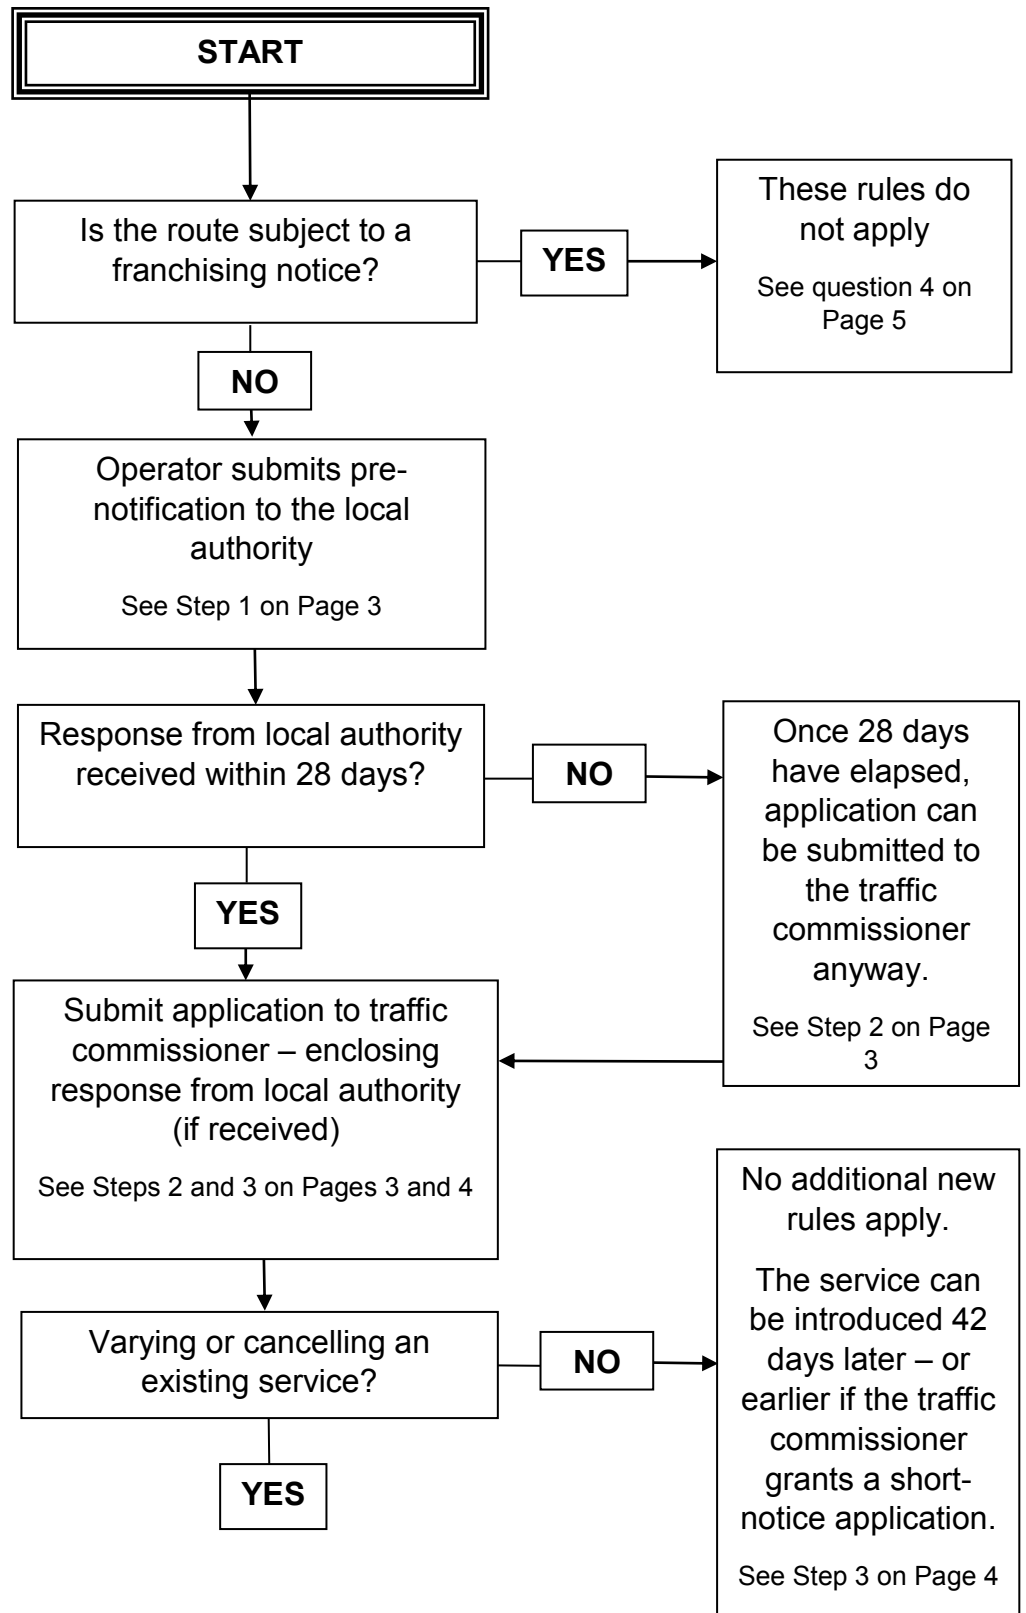 START
Is the route subject to a
franchising notice?
YES
These rules do
not apply
See question 4 on
Page 5
NO
Operator submits pre-
notification to the local
authority
See Step 1 on Page 3
Response from local authority
received within 28 days?
NO
Once 28 days
have elapsed,
application can
be submitted to
the traffic
commissioner
anyway.
See Step 2 on Page
3
YES
Submit application to traffic
commissioner – enclosing
response from local authority
(if received)
See Steps 2 and 3 on Pages 3 and 4
Varying or cancelling an
existing service?
NO
No additional new
rules apply.
The service can
be introduced 42
days later – or
earlier if the traffic
commissioner
grants a short-
notice application.
See Step 3 on Page 4
YES